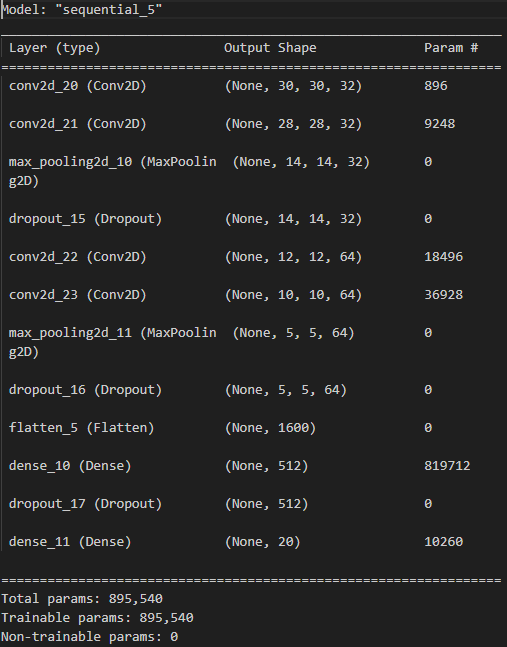 Model: "sequential_5"
_________________________________________________________________
Layer (type) Output Shape Param #
=================================================================
conv2d_20 (Conv2D) (None, 30, 30, 32) 896
conv2d_21 (Conv2D) (None, 28, 28, 32) 9248
max_pooling2d_10 (MaxPoolin (None, 14, 14, 32) 0
g2D)
dropout_15 (Dropout) (None, 14, 14, 32) 0
conv2d_22 (Conv2D) (None, 12, 12, 64) 18496
conv2d_23 (Conv2D) (None, 10, 10, 64) 36928
max_pooling2d_11 (MaxPoolin (None, 5, 5, 64) 0
g2D)
dropout_16 (Dropout) (None, 5, 5, 64) 0
flatten_5 (Flatten) (None, 1600) 0
dense_10 (Dense) (None, 512) 819712
dropout_17 (Dropout) (None, 512) 0
dense_11 (Dense) (None, 20) 10260
=================================================================
Total params: 895,540
Trainable params: 895,540
Non-trainable params: 0